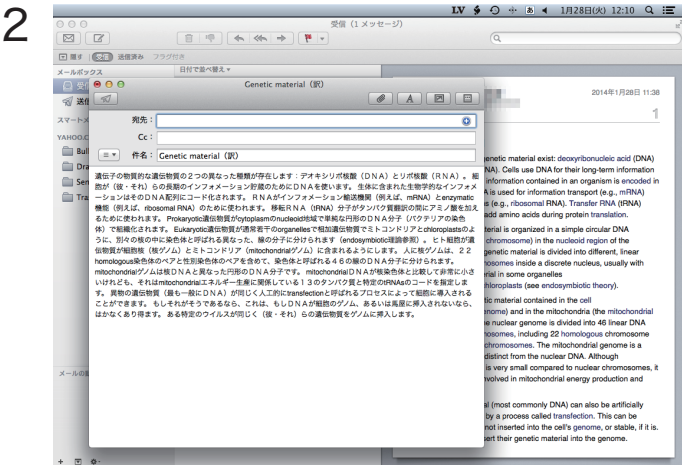 2
LV 1月28日(火) 12:10
受信(1 メッセージ)
隠す 受信 送信済み フラグ付き
メールボックス
日付で並べ替え
YAHOO.C
メールの
2014年1月28日 11:38
1
Genetic material(訳)
宛先:
Cc:
件名: Genetic material(訳)
遺伝子の物質的な遺伝物の2つの異なった種類が存在します:デオキシリボ核酸(DNA)とリボ核酸(RNA)。 細
胞が(彼・それ)らの長期のインフォメーション貯蔵のためにDNAを使います。 生体に含まれた生物学的なインフォメ
ーションはそのDNA配列にコード化されます。 RNAがインフォメーション輸送機関(例えば、mRNA)とenzymatic
機能(例えば、ribosomal RNA)のために使われます。 移転RNA(tRNA)分子がタンパク質翻訳の間にアミノ酸を加え
るために使われます。 Prokaryotic遺伝物がcytoplasmのnucleoid地域で単純な円形のDNA分子(バクテリアの染色
体)で組織化されます。 Eukaryotic遺伝物質が通常若干のorganellesで相加遺伝物質でミトコンドリアとchloroplastsのよ
うに、別々の核の中に染色体と呼ばれる異なった、線の分子に分けられます(endosymbiotic理論参照)。 ヒト細胞が遺
伝物質が細胞核(核ゲノム)とミトコンドリア(mitochondrialゲノム)に含まれるようにします。 人に核ゲノムは、22
homologous染色体のペアと性別染色体のペアを含めて、染色体と呼ばれる46の線のDNA分子に分けられます。
mitochondrialゲノムは核DNAと異なった円形のDNA分子です。 mitochondrial DNAが核染色体と比較して非常に小さ
いけれども、それはmitochondrialエネルギー生産に関係している13のタンパク質と特定のtRNAsのコードを指定しま
す。 異物の遺伝物質(最も一般にDNA)が同じく人工的にtransfectionと呼ばれるプロセスによって細胞に導入される
ことができます。 もしそれがそうであるなら、これは、もしDNAが細胞のゲノム、あるいは馬屋に挿入されないなら、
はかなくあり得ます。 ある特定のウイルスが同じく(彼・それ)らの遺伝物質をゲノムに挿入します。
genetic material exist: deoxyribonucleic acid (DNA)
Cells use DNA for their long-term information
information contained in an organism is encoded in
is used for information transport (e.g., mRNA)
(e.g., ribosomal RNA). Transfer RNA (tRNA)
add amino acids during protein translation.
is organized in a simple circular DNA
chromosome) in the nucleoid region of the
genetic material is divided into different, linear
inside a discrete nucleus, usually with
in some organelles
chloroplasts (see endosymbiotic theory).
material contained in the cell
and in the mitochondria (the mitochondrial
nuclear genome is divided into 46 linear DNA
including 22 homologous chromosome
chromosomes. The mitochondrial genome is a
distinct from the nuclear DNA. Although
is very small compared to nuclear chromosomes, it
involved in mitochondrial energy production and
(most commonly DNA) can also be artificially
by a process called transfection. This can be
not inserted into the cell's genome, or stable, if it is.
their genetic material into the genome.